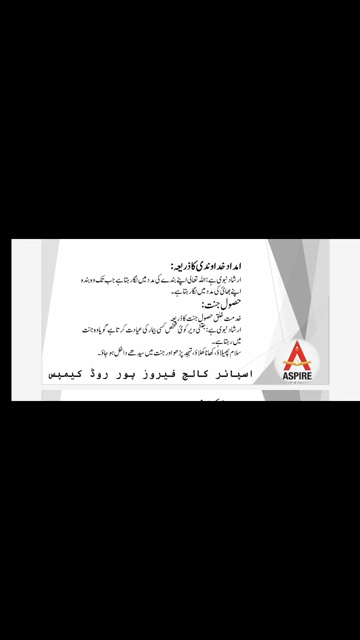 امداد خداوندی کا ذریعہ:
ارشاد نبوی ہے: اللہ تعالی اپنے بندے کی مدد میں لگا رہتا ہے جب تک وہ بندہ
اپنے بھائی کی مدد میں لگا رہتا ہے۔
حصول جنت:
خدمت خلق حصول جنت کا ذریعہ
ارشاد نبوی ہے: جتنی دیر کوئی شخص کسی بیمار کی عیادت کرتا ہے گویا وہ جنت
میں رہتا ہے۔
سلام پھیلاؤ، کھانا کھلاؤ، تہجد پڑھو اور جنت میں سیدھے داخل ہو جاؤ۔
ASPIRE
اسپائر کالج فیروز پور روڈ کیمپس